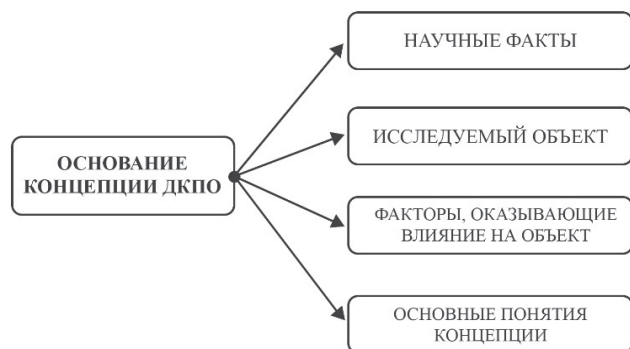 НАУЧНЫЕ ФАКТЫ
ИССЛЕДУЕМЫЙ ОБЪЕКТ
ОСНОВАНИЕ
КОНЦЕПЦИИ ДКПО
ФАКТОРЫ, ОКАЗЫВАЮЩИЕ
ВЛИЯНИЕ НА ОБЪЕКТ
ОСНОВНЫЕ ПОНЯТИЯ
КОНЦЕПЦИИ